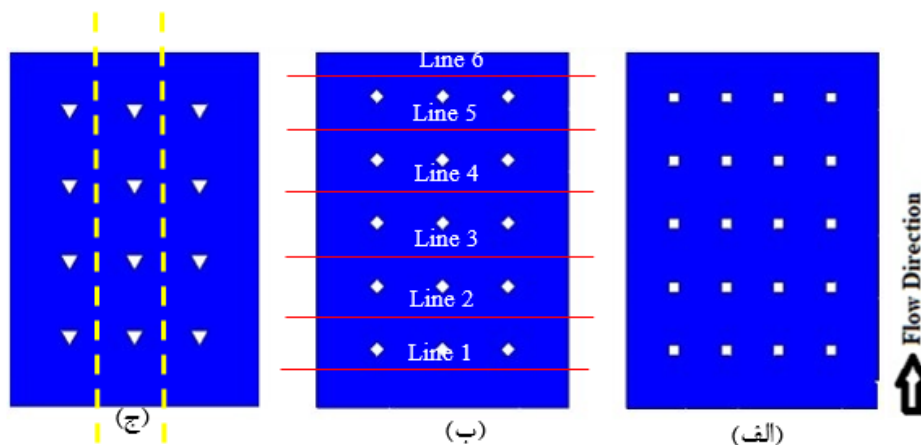 Line 6
Line 5
Line 4
Line 3
Line 2
Line 1
Flow Direction
(الف)
(ب)
(ج)